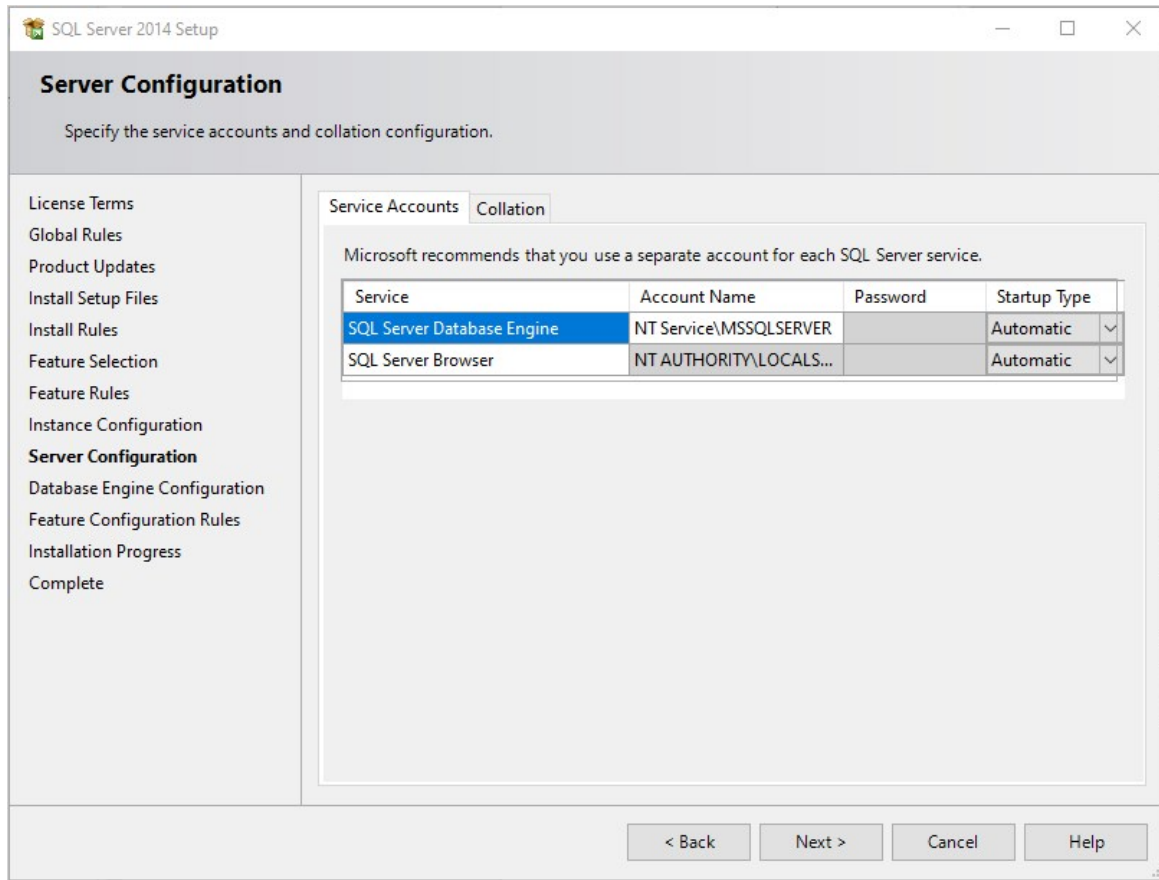 SQL Server 2014 Setup
Server Configuration
Specify the service accounts and collation configuration.
License Terms
Global Rules
Product Updates
Install Setup Files
Install Rules
Feature Selection
Feature Rules
Instance Configuration
Server Configuration
Database Engine Configuration
Feature Configuration Rules
Installation Progress
Complete
Service Accounts Collation
Microsoft recommends that you use a separate account for each SQL Server service.
Service Account Name Password Startup Type
SQL Server Database Engine NT Service\MSSQLSERVER Automatic
SQL Server Browser NT AUTHORITY\LOCALS... Automatic
< Back Next > Cancel Help